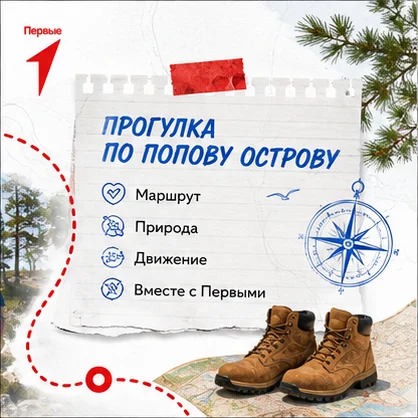 Первые
ПРОГУЛКА
ПО ПОПОВУ ОСТРОВУ
Маршрут
Природа
Движение
Вместе с Первыми